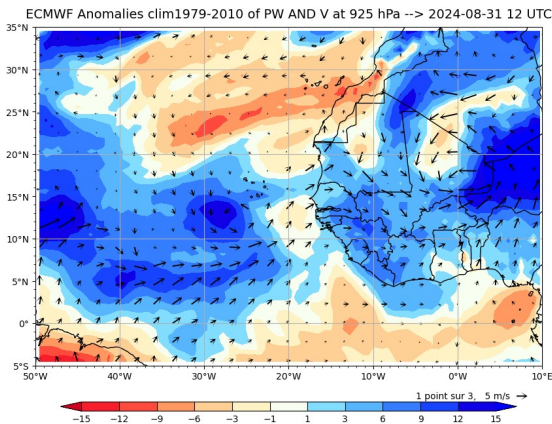 ECMWF Anomalies clim1979-2010 of PW AND V at 925 hPa --> 2024-08-31 12 UTC
35°N
30°N
25°N
20°N
15°N
10°N
5°N
0°
5°S
50°W 40°W 30°W 20°W 10°W 0°W 10°E
1 point sur 3, 5 m/s
−15 −12 −9 −6 −3 −1 1 3 6 9 12 15